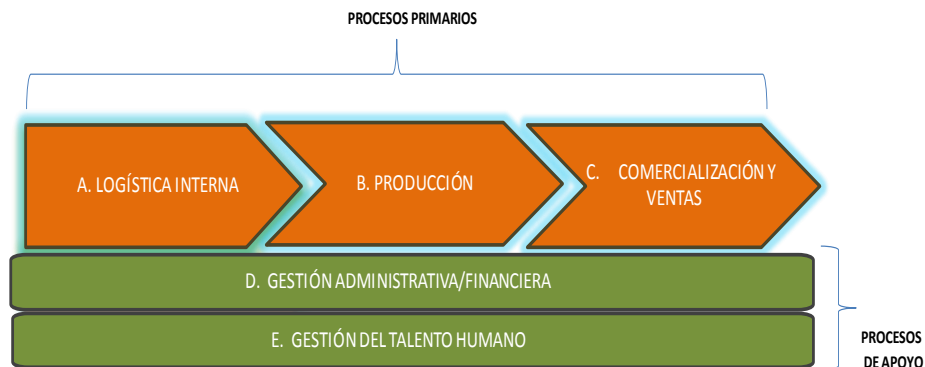 PROCESOS PRIMARIOS
A. LOGÍSTICA INTERNA
B. PRODUCCIÓN
C. COMERCIALIZACIÓN Y
VENTAS
D. GESTIÓN ADMINISTRATIVA/FINANCIERA
E. GESTIÓN DEL TALENTO HUMANO
PROCESOS
DE APOYO